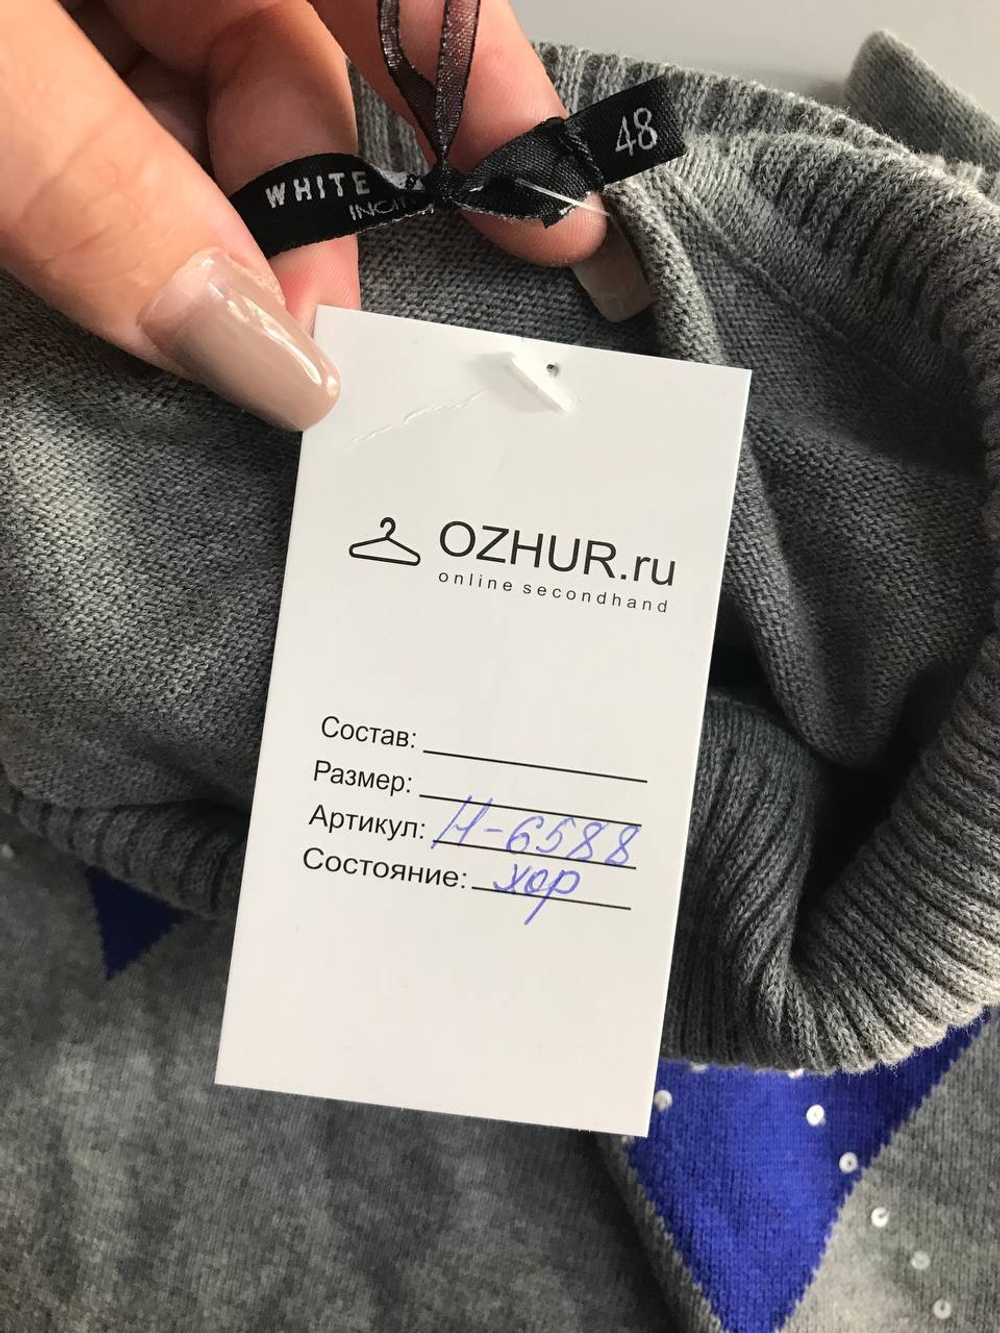 WHITE
48
OZHUR.ru
online secondhand
Состав:
Размер:
Артикул: Н-6588
Состояние: хор